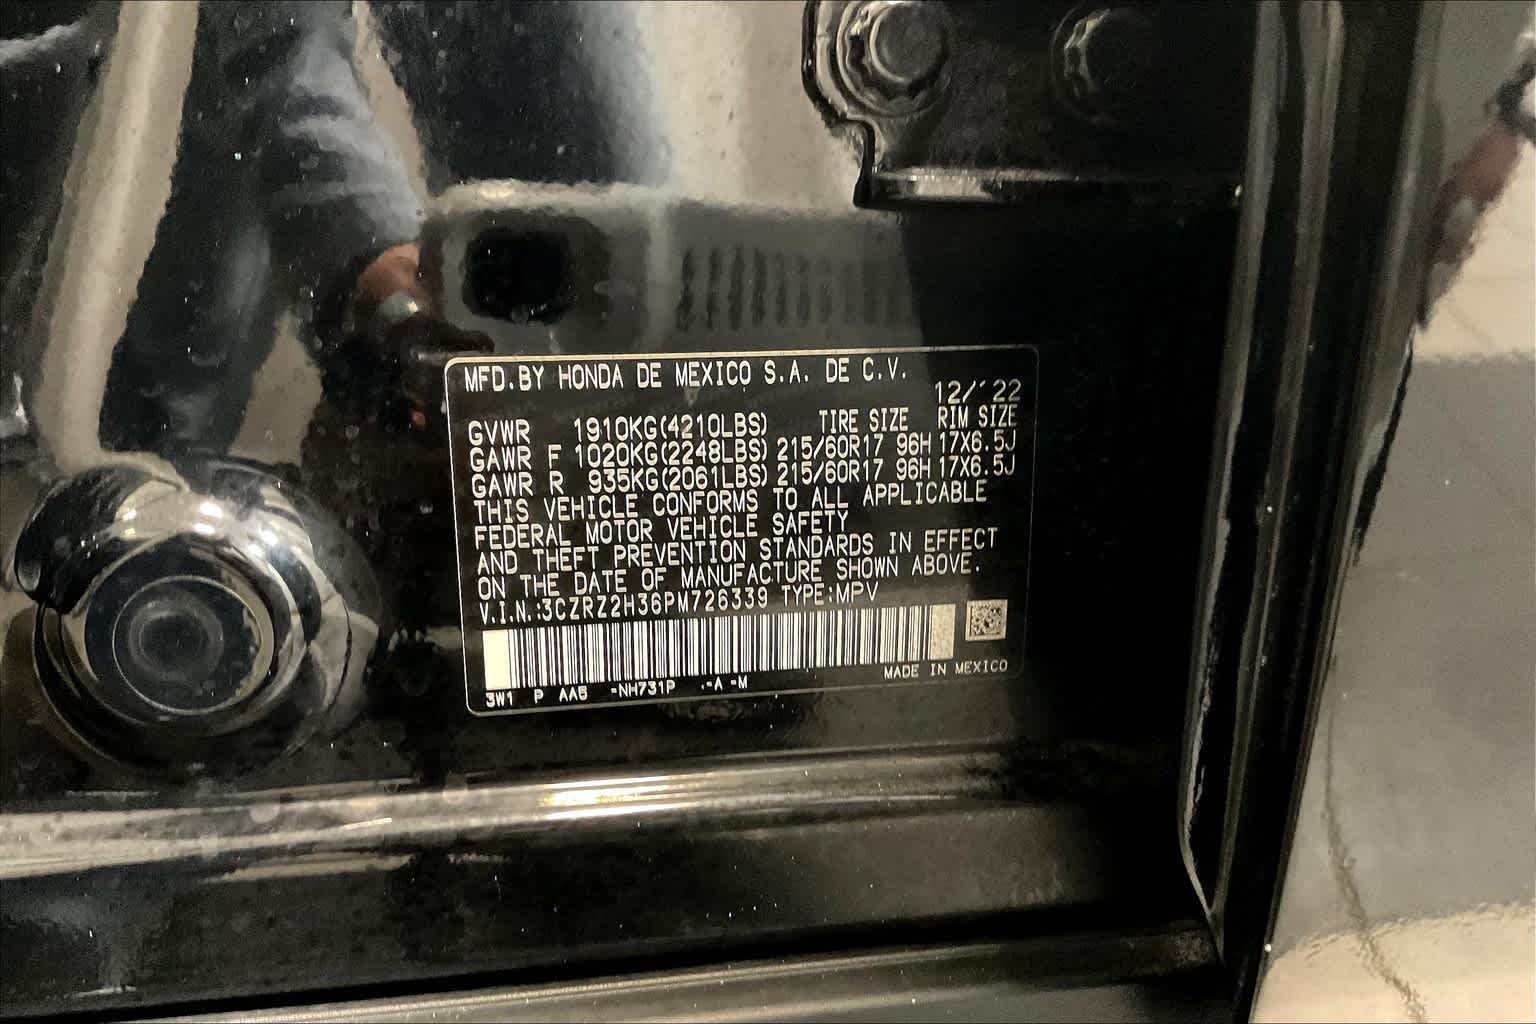 MFD.BY HONDA DE MEXICO S.A. DE C.V.
12/'22
GVWR 1910KG(4210LBS) TIRE SIZE RIM SIZE
GAWR F 1020KG(2248LBS) 215/60R17 96H 17X6.5J
GAWR R 935KG(2061LBS) 215/60R17 96H 17X6.5J
THIS VEHICLE CONFORMS TO ALL APPLICABLE
FEDERAL MOTOR VEHICLE SAFETY
AND THEFT PREVENTION STANDARDS IN EFFECT
ON THE DATE OF MANUFACTURE SHOWN ABOVE.
V.I.N.:3CZRZ2H36PM726339 TYPE:MPV
MADE IN MEXICO
3W1 P AA5 -NH731P -A -M